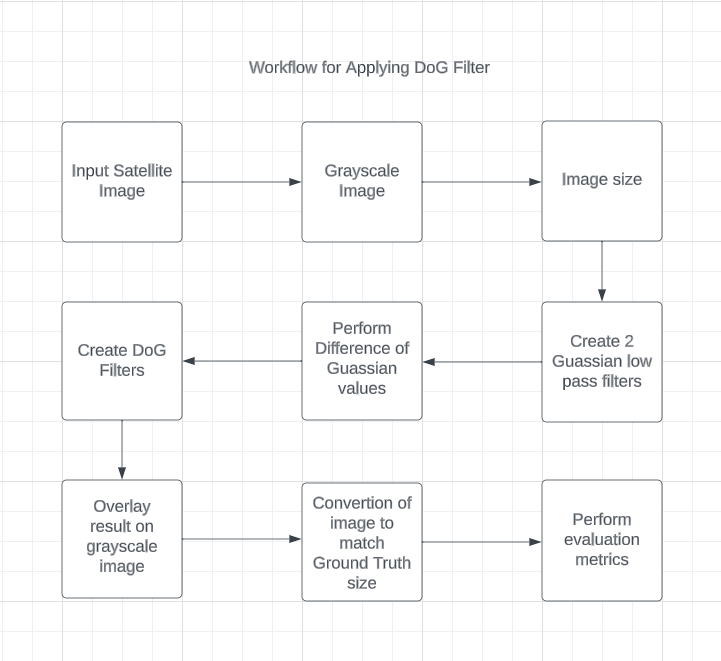 Workflow for Applying DoG Filter
Input Satellite
Image
Grayscale
Image
Image size
Create 2
Guassian low
pass filters
Perform
Difference of
Guassian
values
Create DoG
Filters
Overlay
result on
grayscale
image
Convertion of
image to
match
Ground Truth
size
Perform
evaluation
metrics